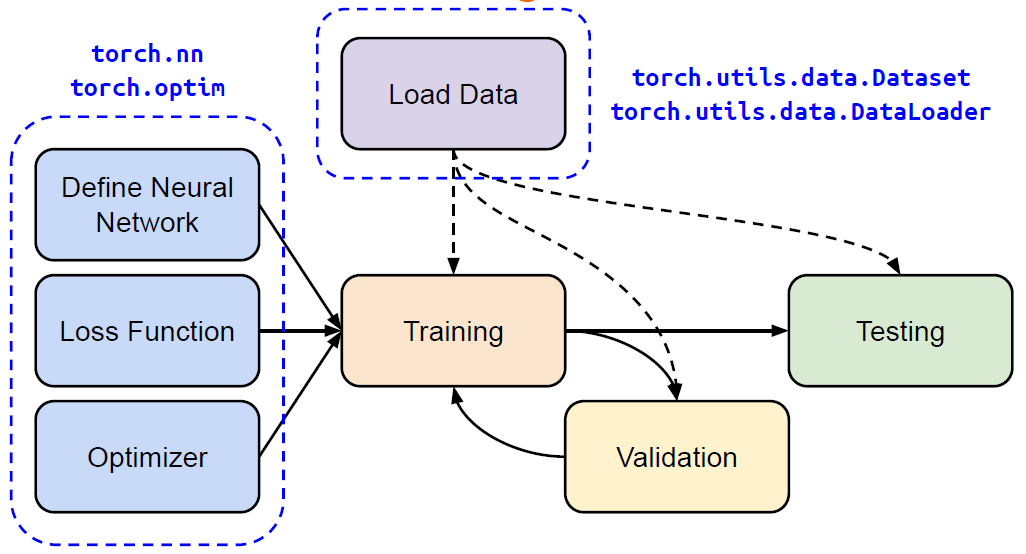 torch.nn
torch.optim
Load Data
torch.utils.data.Dataset
torch.utils.data.DataLoader
Define Neural
Network
Loss Function
Optimizer
Training
Validation
Testing